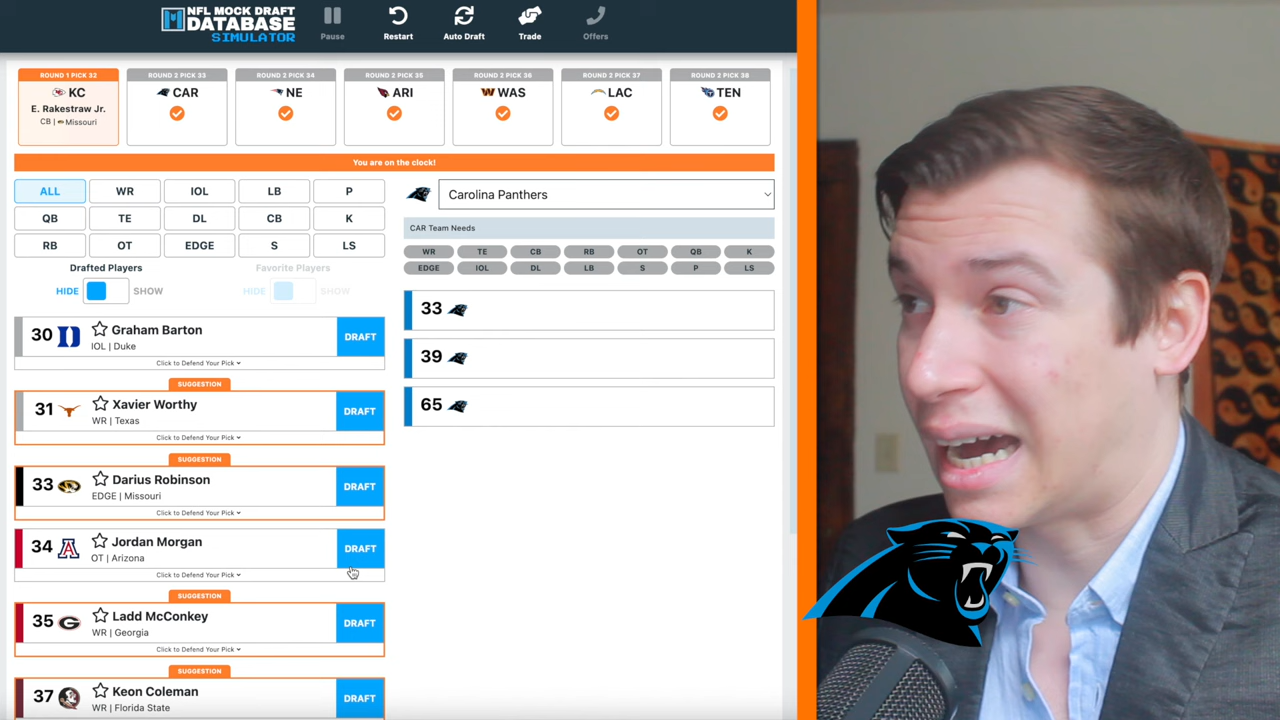 NFL MOCK DRAFT
DATABASE
SIMULATOR
Pause
Restart
Auto Draft
Trade
Offers
ROUND 1 PICK 32
KC
E. Rakestraw Jr.
CB | Missouri
ROUND 2 PICK 33
CAR
ROUND 2 PICK 34
NE
ROUND 2 PICK 35
ARI
ROUND 2 PICK 36
WAS
ROUND 2 PICK 37
LAC
ROUND 2 PICK 38
TEN
You are on the clock!
ALL WR IOL LB P
QB TE DL CB K
RB OT EDGE S LS
Drafted Players
HIDE SHOW
Favorite Players
HIDE SHOW
30 Graham Barton
IOL | Duke
DRAFT
Click to Defend Your Pick
SUGGESTION
31 Xavier Worthy
WR | Texas
DRAFT
Click to Defend Your Pick
SUGGESTION
33 Darius Robinson
EDGE | Missouri
DRAFT
Click to Defend Your Pick
34 Jordan Morgan
OT | Arizona
DRAFT
Click to Defend Your Pick
SUGGESTION
35 Ladd McConkey
WR | Georgia
DRAFT
Click to Defend Your Pick
SUGGESTION
37 Keon Coleman
WR | Florida State
DRAFT
Carolina Panthers
CAR Team Needs
WR TE CB RB OT QB K
EDGE IOL DL LB S P LS
33
39
65